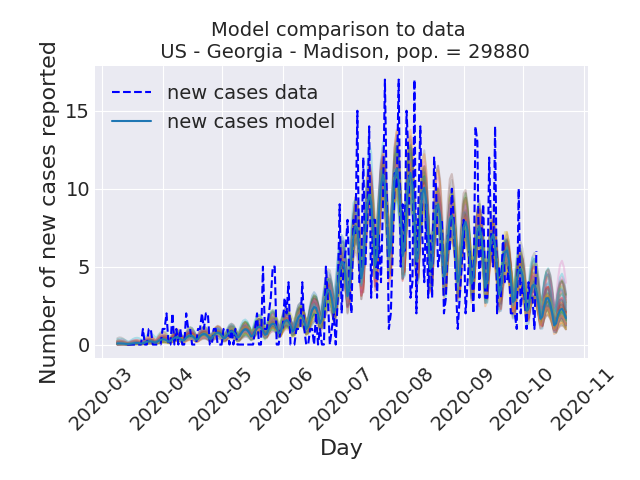 Model comparison to data
US - Georgia - Madison, pop. = 29880
Number of new cases reported
new cases data
new cases model
15
10
5
0
2020-03
2020-04
2020-05
2020-06
2020-07
2020-08
2020-09
2020-10
2020-11
Day